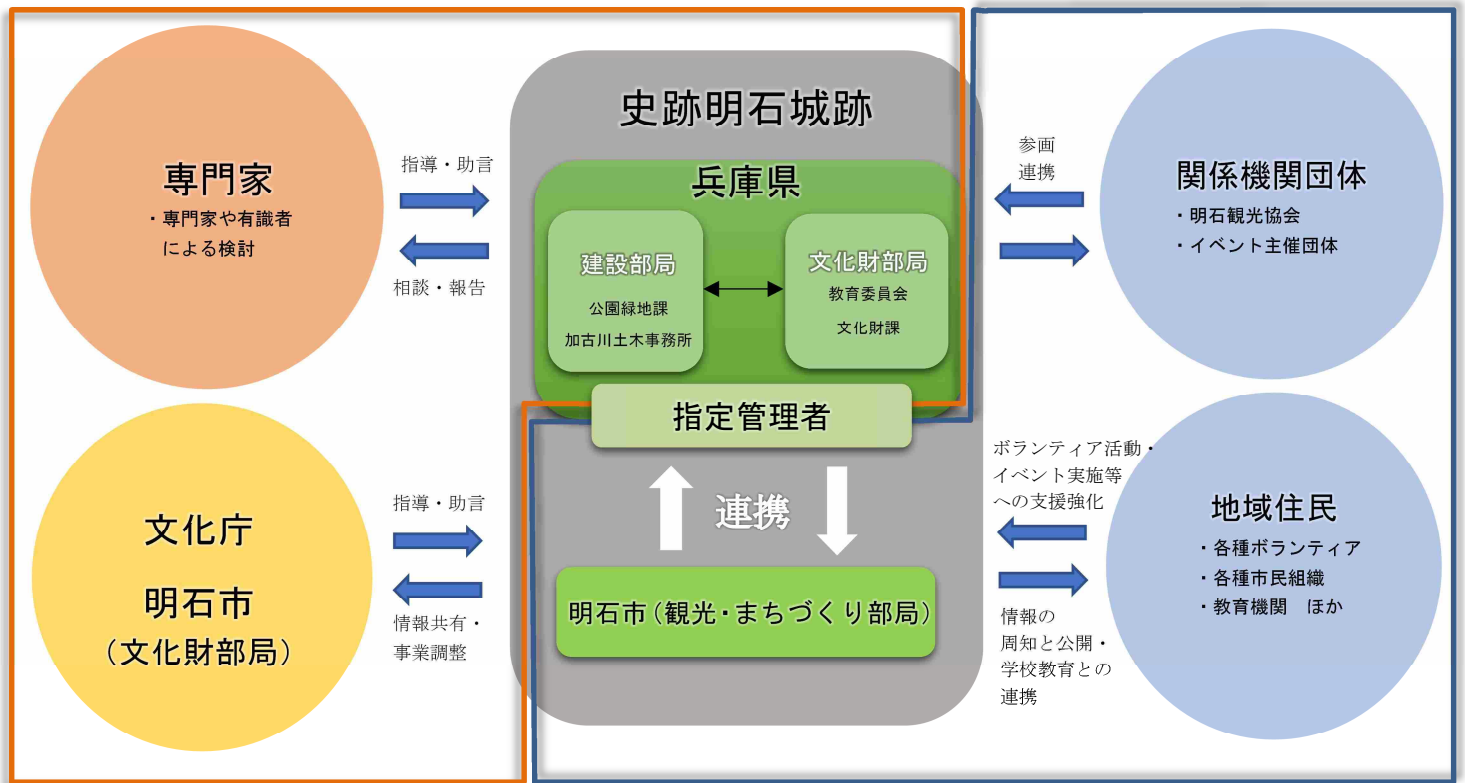 専門家
・専門家や有識者
による検討
指導・助言
相談・報告
文化庁
明石市
（文化財部局）
指導・助言
情報共有・
事業調整
史跡明石城跡
兵庫県
建設部局
公園緑地課
加古川土木事務所
文化財部局
教育委員会
文化財課
指定管理者
連携
明石市（観光・まちづくり部局）
参画
連携
関係機関団体
・明石観光協会
・イベント主催団体
ボランティア活動・
イベント実施等
への支援強化
情報の
周知と公開・
学校教育との
連携
地域住民
・各種ボランティア
・各種市民組織
・教育機関　ほか